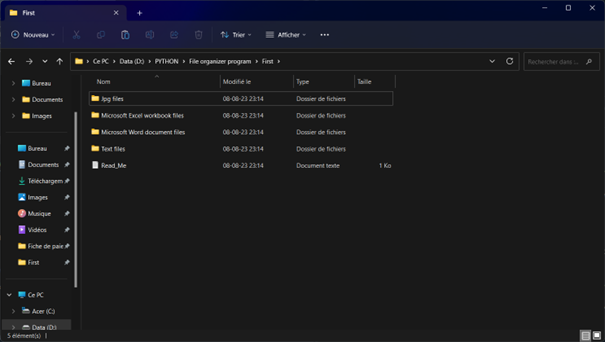 First
Nouveau
Trier
Afficher
Ce PC > Data (D:) > PYTHON > File organizer program > First >
Rechercher dans : ...
Bureau
Documents
Images
Bureau
Documents
Téléchargem
Images
Musique
Vidéos
Fiche de paie
First
Ce PC
Acer (C:)
Data (D:)
Nom Modifié le Type Taille
Jpg files 08-08-23 23:14 Dossier de fichiers
Microsoft Excel workbook files 08-08-23 23:14 Dossier de fichiers
Microsoft Word document files 08-08-23 23:14 Dossier de fichiers
Text files 08-08-23 23:14 Dossier de fichiers
Read_Me 08-08-23 23:14 Document texte 1 Ko
5 élément(s)